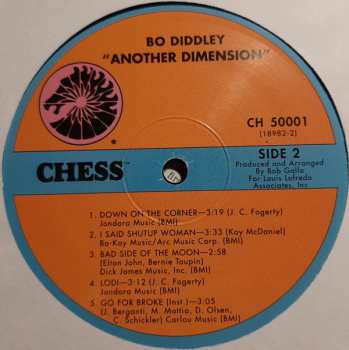 BO DIDDLEY
"ANOTHER DIMENSION"
CH 50001
(18982-2)
CHESS™
SIDE 2
Produced and Arranged
By Bob Gallo
For Louis Lofredo
Associates, Inc
1. DOWN ON THE CORNER—3:19 (J. C. Fogerty)
Jondora Music (BMI)
2. I SAID SHUTUP WOMAN—3:33 (Kay McDaniel)
Bo-Kay Music/Arc Music Corp. (BMI)
3. BAD SIDE OF THE MOON—2:58
(Elton John, Bernie Taupin)
Dick James Music, Inc. (BMI)
4. LODI—3:12 (J. C. Fogerty)
Jondora Music (BMI)
5. GO FOR BROKE (Inst.)—3:05
(J. Berganti, M. Mattia, D. Olsen,
C. Schickler) Carlou Music (BMI)